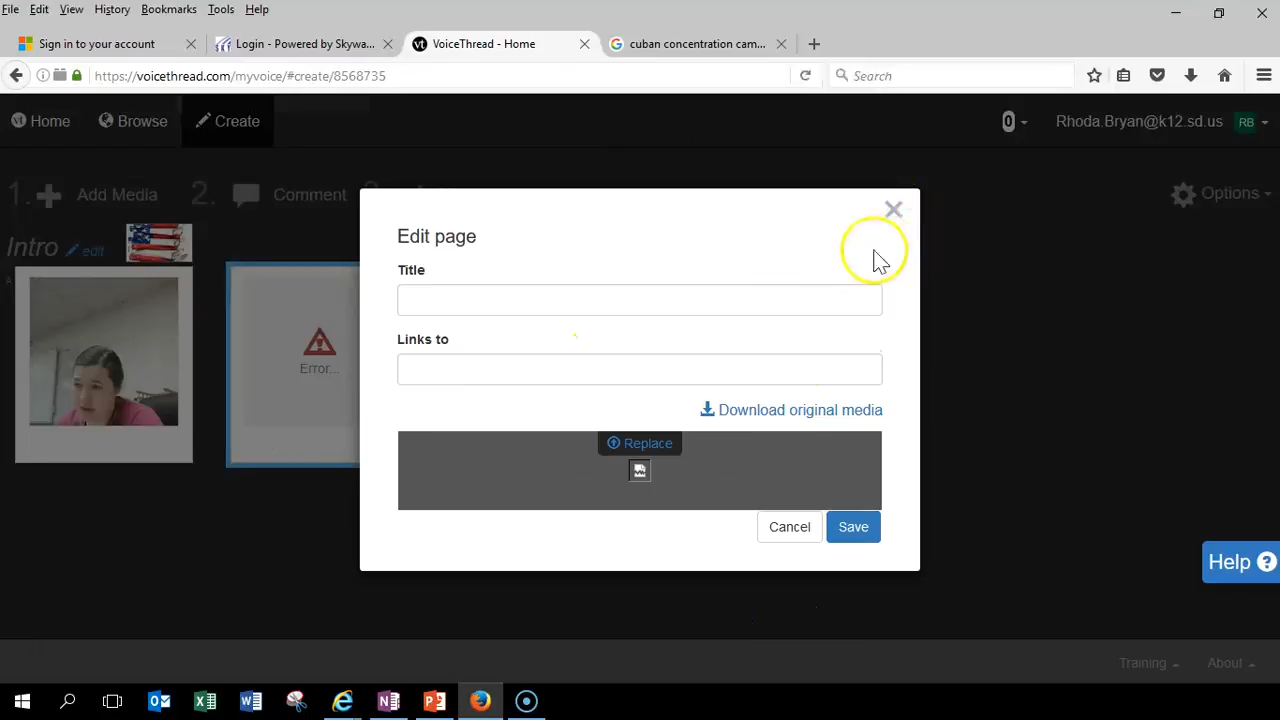 File Edit View History Bookmarks Tools Help
Sign in to your account
Login - Powered by Skywa...
vt VoiceThread - Home
G cuban concentration cam...
https://voicethread.com/myvoice/#create/8568735
Search
Home
Browse
Create
0
Rhoda.Bryan@k12.sd.us
RB
1. Add Media
2. Comment
Options
Intro
edit
Error...
Edit page
Title
Links to
Download original media
Replace
Cancel
Save
Help ?
Training
About